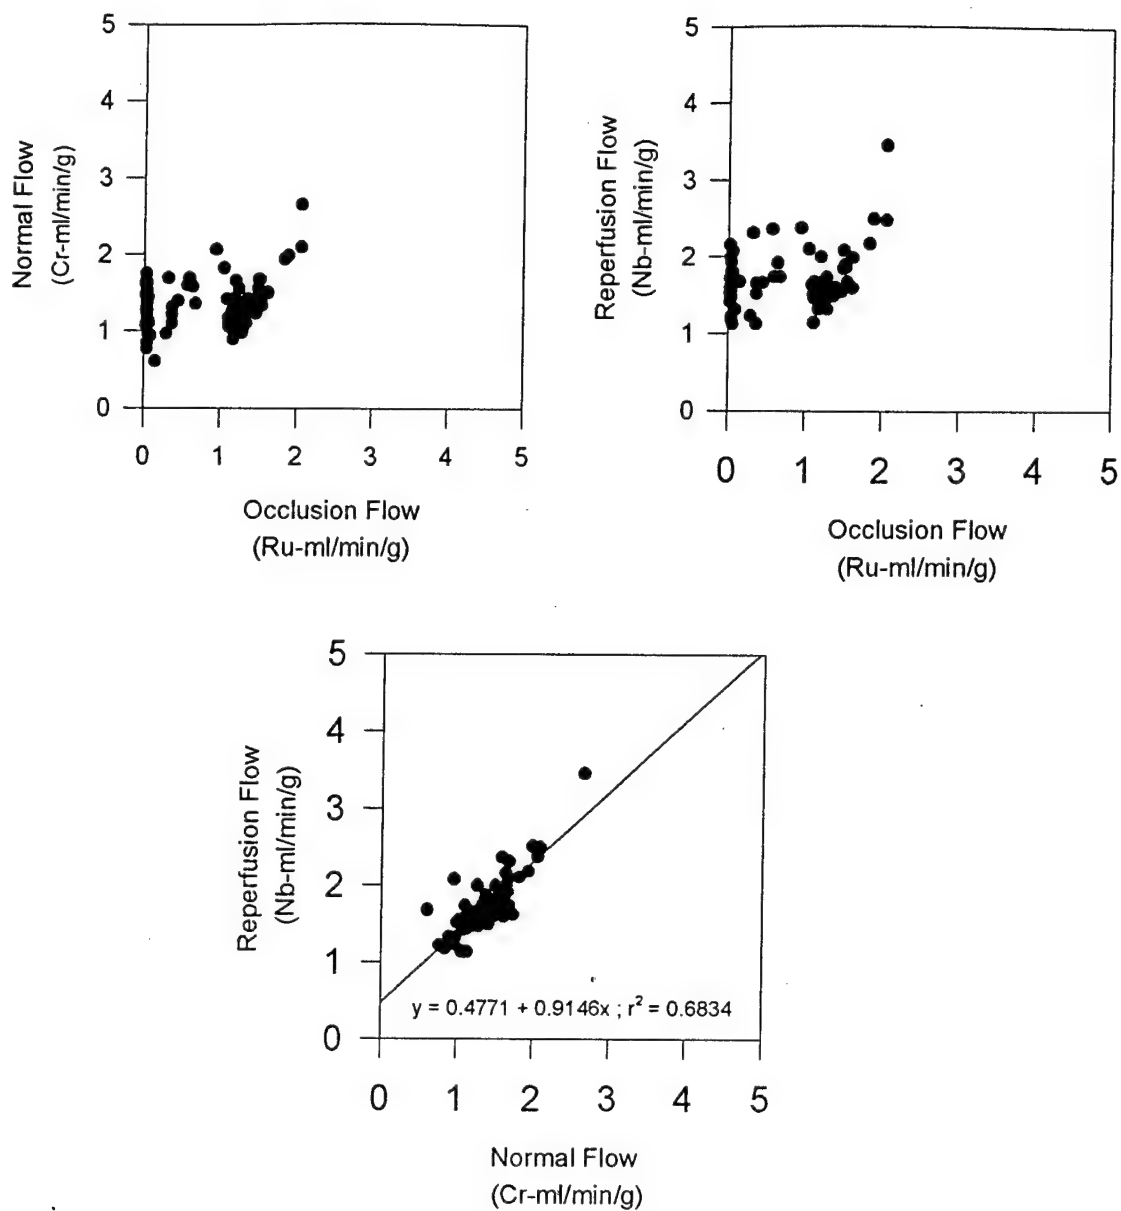 Normal Flow
(Cr-ml/min/g)
5
4
3
2
1
0
0 1 2 3 4 5
Occlusion Flow
(Ru-ml/min/g)
Reperfusion Flow
(Nb-ml/min/g)
5
4
3
2
1
0
0 1 2 3 4 5
Occlusion Flow
(Ru-ml/min/g)
Reperfusion Flow
(Nb-ml/min/g)
5
4
3
2
1
0
y = 0.4771 + 0.9146x ; r² = 0.6834
0 1 2 3 4 5
Normal Flow
(Cr-ml/min/g)